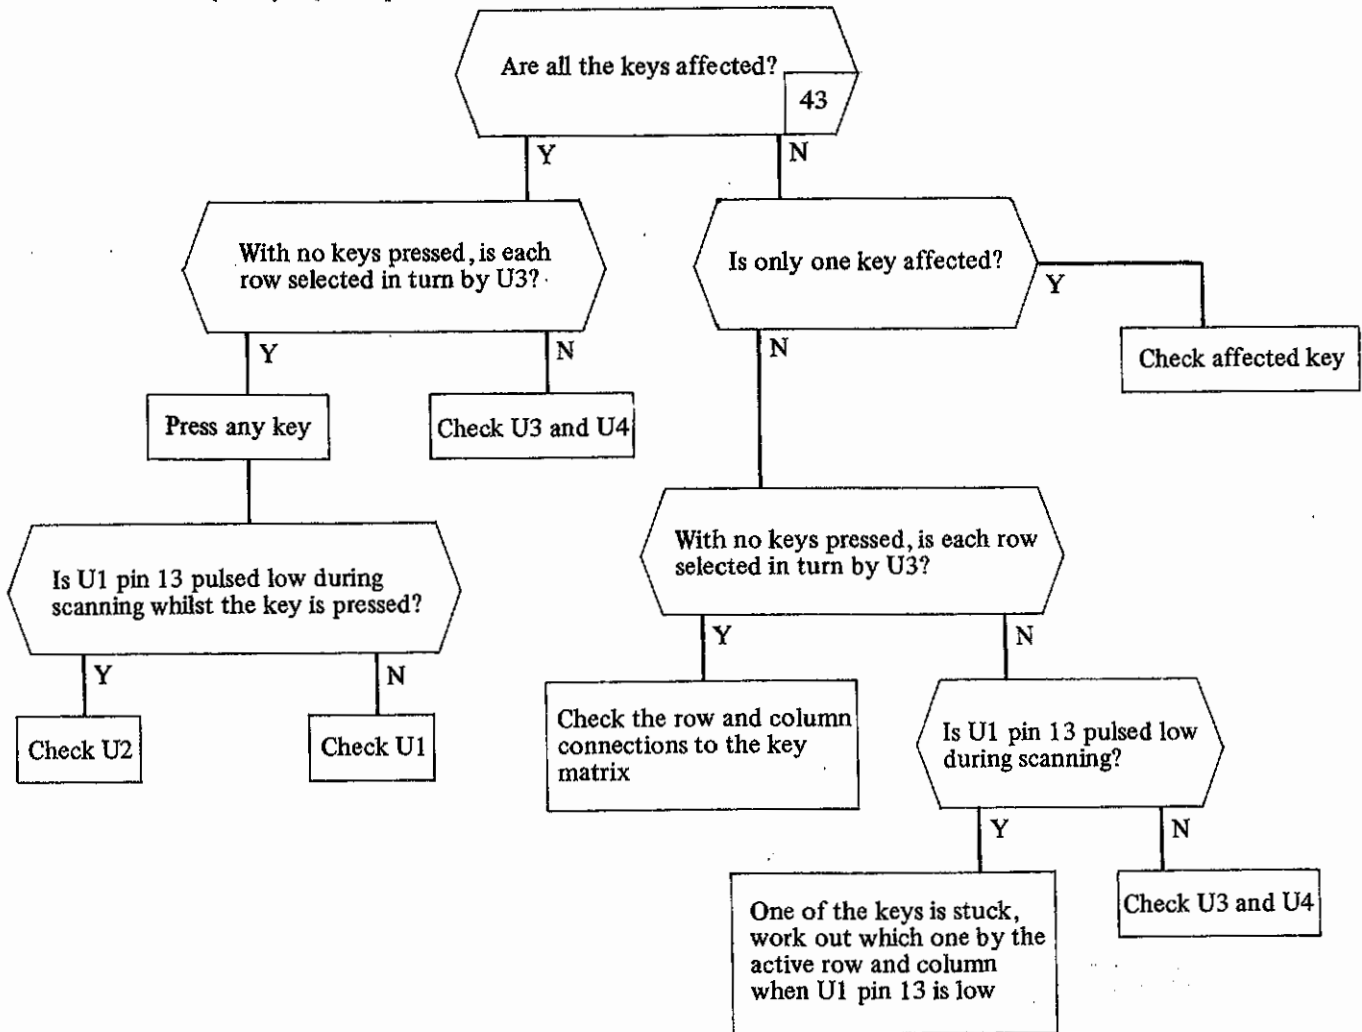 Are all the keys affected?
43
Y
N
With no keys pressed, is each
row selected in turn by U3?
Is only one key affected?
Y
Y
N
N
Check affected key
Press any key
Check U3 and U4
With no keys pressed, is each row
selected in turn by U3?
Is U1 pin 13 pulsed low during
scanning whilst the key is pressed?
Y
N
Y
N
Check U2
Check U1
Check the row and column
connections to the key
matrix
Is U1 pin 13 pulsed low
during scanning?
Y
N
One of the keys is stuck,
work out which one by the
active row and column
when U1 pin 13 is low
Check U3 and U4